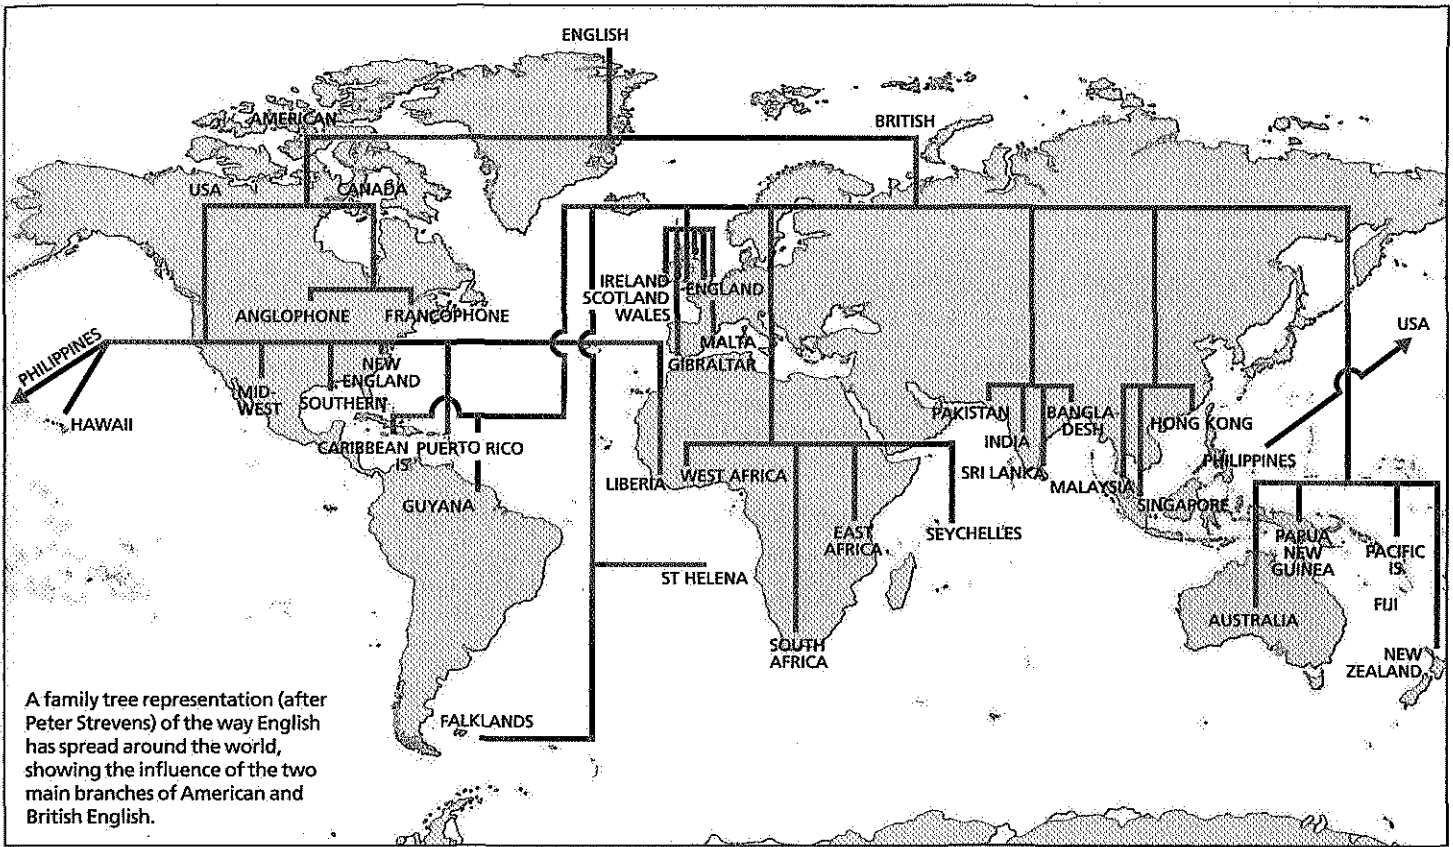 ENGLISH
AMERICAN
BRITISH
USA
CANADA
IRELAND
SCOTLAND
WALES
ENGLAND
ANGLOPHONE
FRANCOPHONE
MALTA
GIBRALTAR
USA
PHILIPPINES
NEW
ENGLAND
MID-
WEST
SOUTHERN
HAWAII
CARIBBEAN
IS
PUERTO RICO
PAKISTAN
BANGLA-
DESH
INDIA
HONG KONG
SRI LANKA
PHILIPPINES
LIBERIA
WEST AFRICA
MALAYSIA
SINGAPORE
GUYANA
EAST
AFRICA
SEYCHELLES
PAPUA
NEW
GUINEA
PACIFIC
IS.
ST HELENA
FIJI
AUSTRALIA
SOUTH
AFRICA
NEW
ZEALAND
FALKLANDS
A family tree representation (after
Peter Strevens) of the way English
has spread around the world,
showing the influence of the two
main branches of American and
British English.